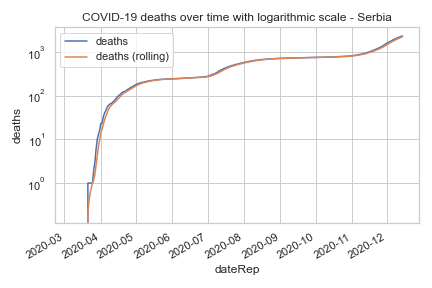 COVID-19 deaths over time with logarithmic scale - Serbia
deaths
deaths (rolling)
10³
10²
10¹
10⁰
deaths
2020-03
2020-04
2020-05
2020-06
2020-07
2020-08
2020-09
2020-10
2020-11
2020-12
dateRep